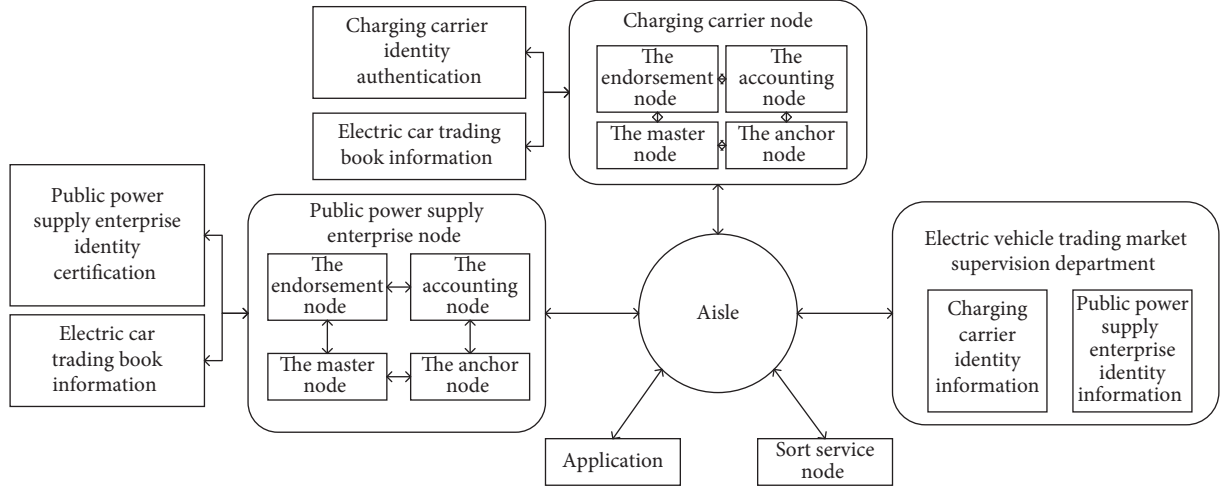 Charging carrier
identity
authentication
Electric car trading
book information
Charging carrier node
The
endorsement
node
The
accounting
node
The master
node
The anchor
node
Public power
supply enterprise
identity
certification
Electric car
trading book
information
Public power supply
enterprise node
The
endorsement
node
The
accounting
node
The master
node
The anchor
node
Aisle
Electric vehicle trading market
supervision department
Charging
carrier
identity
information
Public power
supply
enterprise
identity
information
Application
Sort service
node